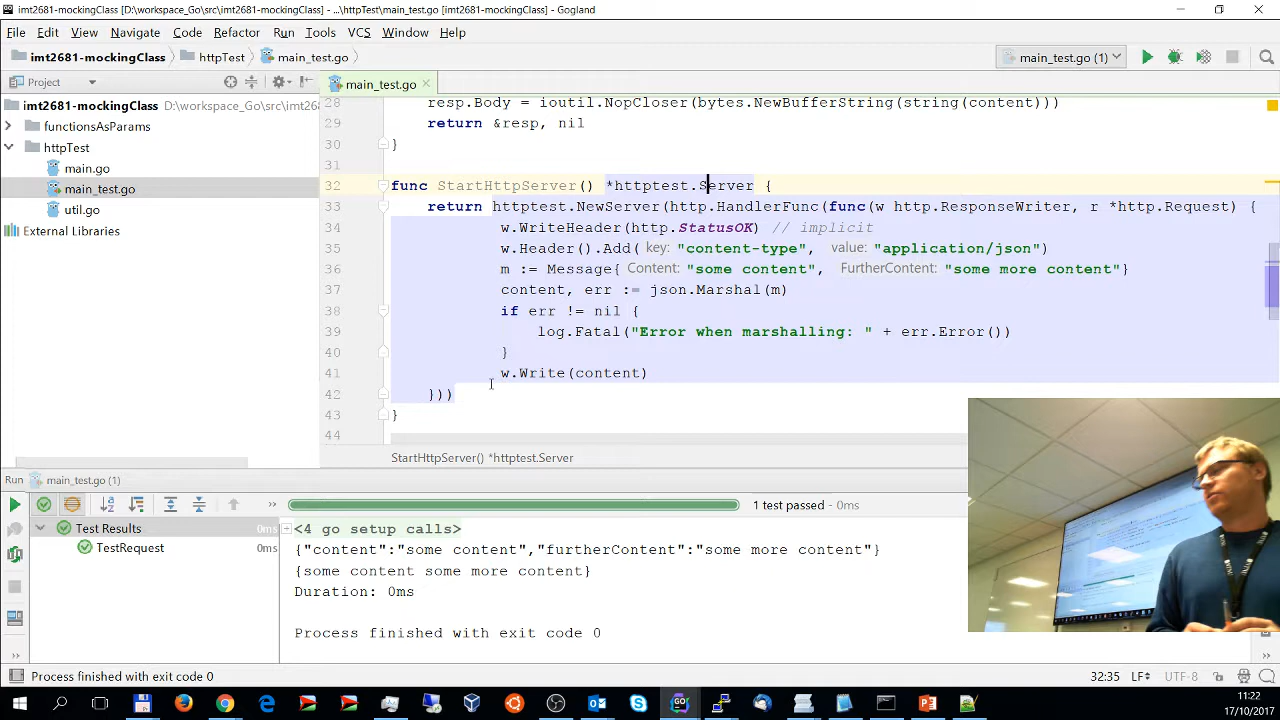 imt2681-mockingClass [D:\workspace_Go\src\imt2681-mockingClass] - ...\httpTest\main_test.go [imt2681-mockingClass] - Gogland
File Edit View Navigate Code Refactor Run Tools VCS Window Help
imt2681-mockingClass httpTest main_test.go main_test.go (1)
Project main_test.go
imt2681-mockingClass D:\workspace_Go\src\imt26
functionsAsParams
httpTest
main.go
main_test.go
util.go
External Libraries
28 resp.Body = ioutil.NopCloser(bytes.NewBufferString(string(content)))
29 return &resp, nil
30 }
31
32 func StartHttpServer() *httptest.Server {
33 return httptest.NewServer(http.HandlerFunc(func(w http.ResponseWriter, r *http.Request) {
34 w.WriteHeader(http.StatusOK) // implicit
35 w.Header().Add( key: "content-type", value: "application/json")
36 m := Message{ Content: "some content", FurtherContent: "some more content"}
37 content, err := json.Marshal(m)
38 if err != nil {
39 log.Fatal("Error when marshalling: " + err.Error())
40 }
41 w.Write(content)
42 }))
43 }
44
StartHttpServer() *httptest.Server
Run main_test.go (1)
1 test passed - 0ms
Test Results 0ms
TestRequest 0ms
<4 go setup calls>
{"content":"some content","furtherContent":"some more content"}
{some content some more content}
Duration: 0ms
Process finished with exit code 0
Process finished with exit code 0 32:35 LF UTF-8
11:22
17/10/2017